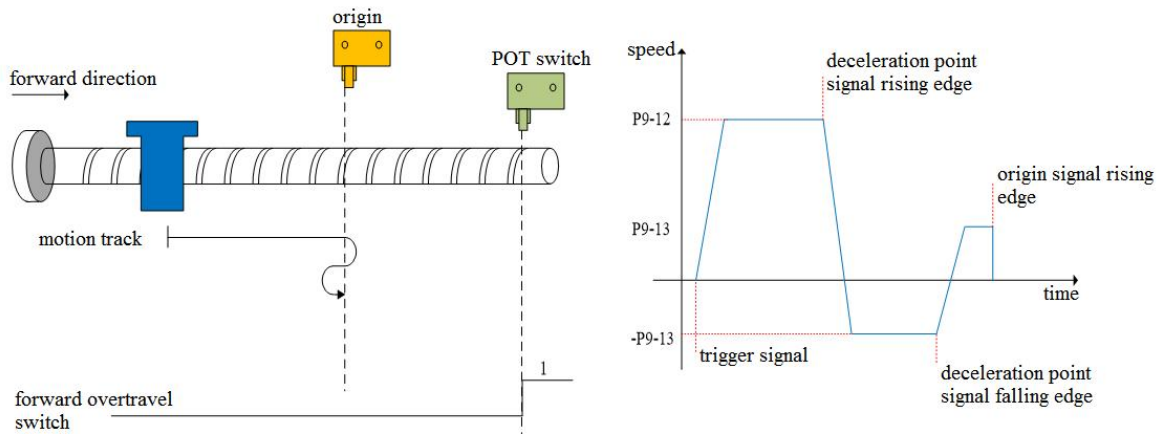 origin
POT switch
forward direction
motion track
1
forward overtravel
switch
speed
deceleration point
signal rising edge
P9-12
origin signal rising
edge
P9-13
time
-P9-13
trigger signal
deceleration point
signal falling edge